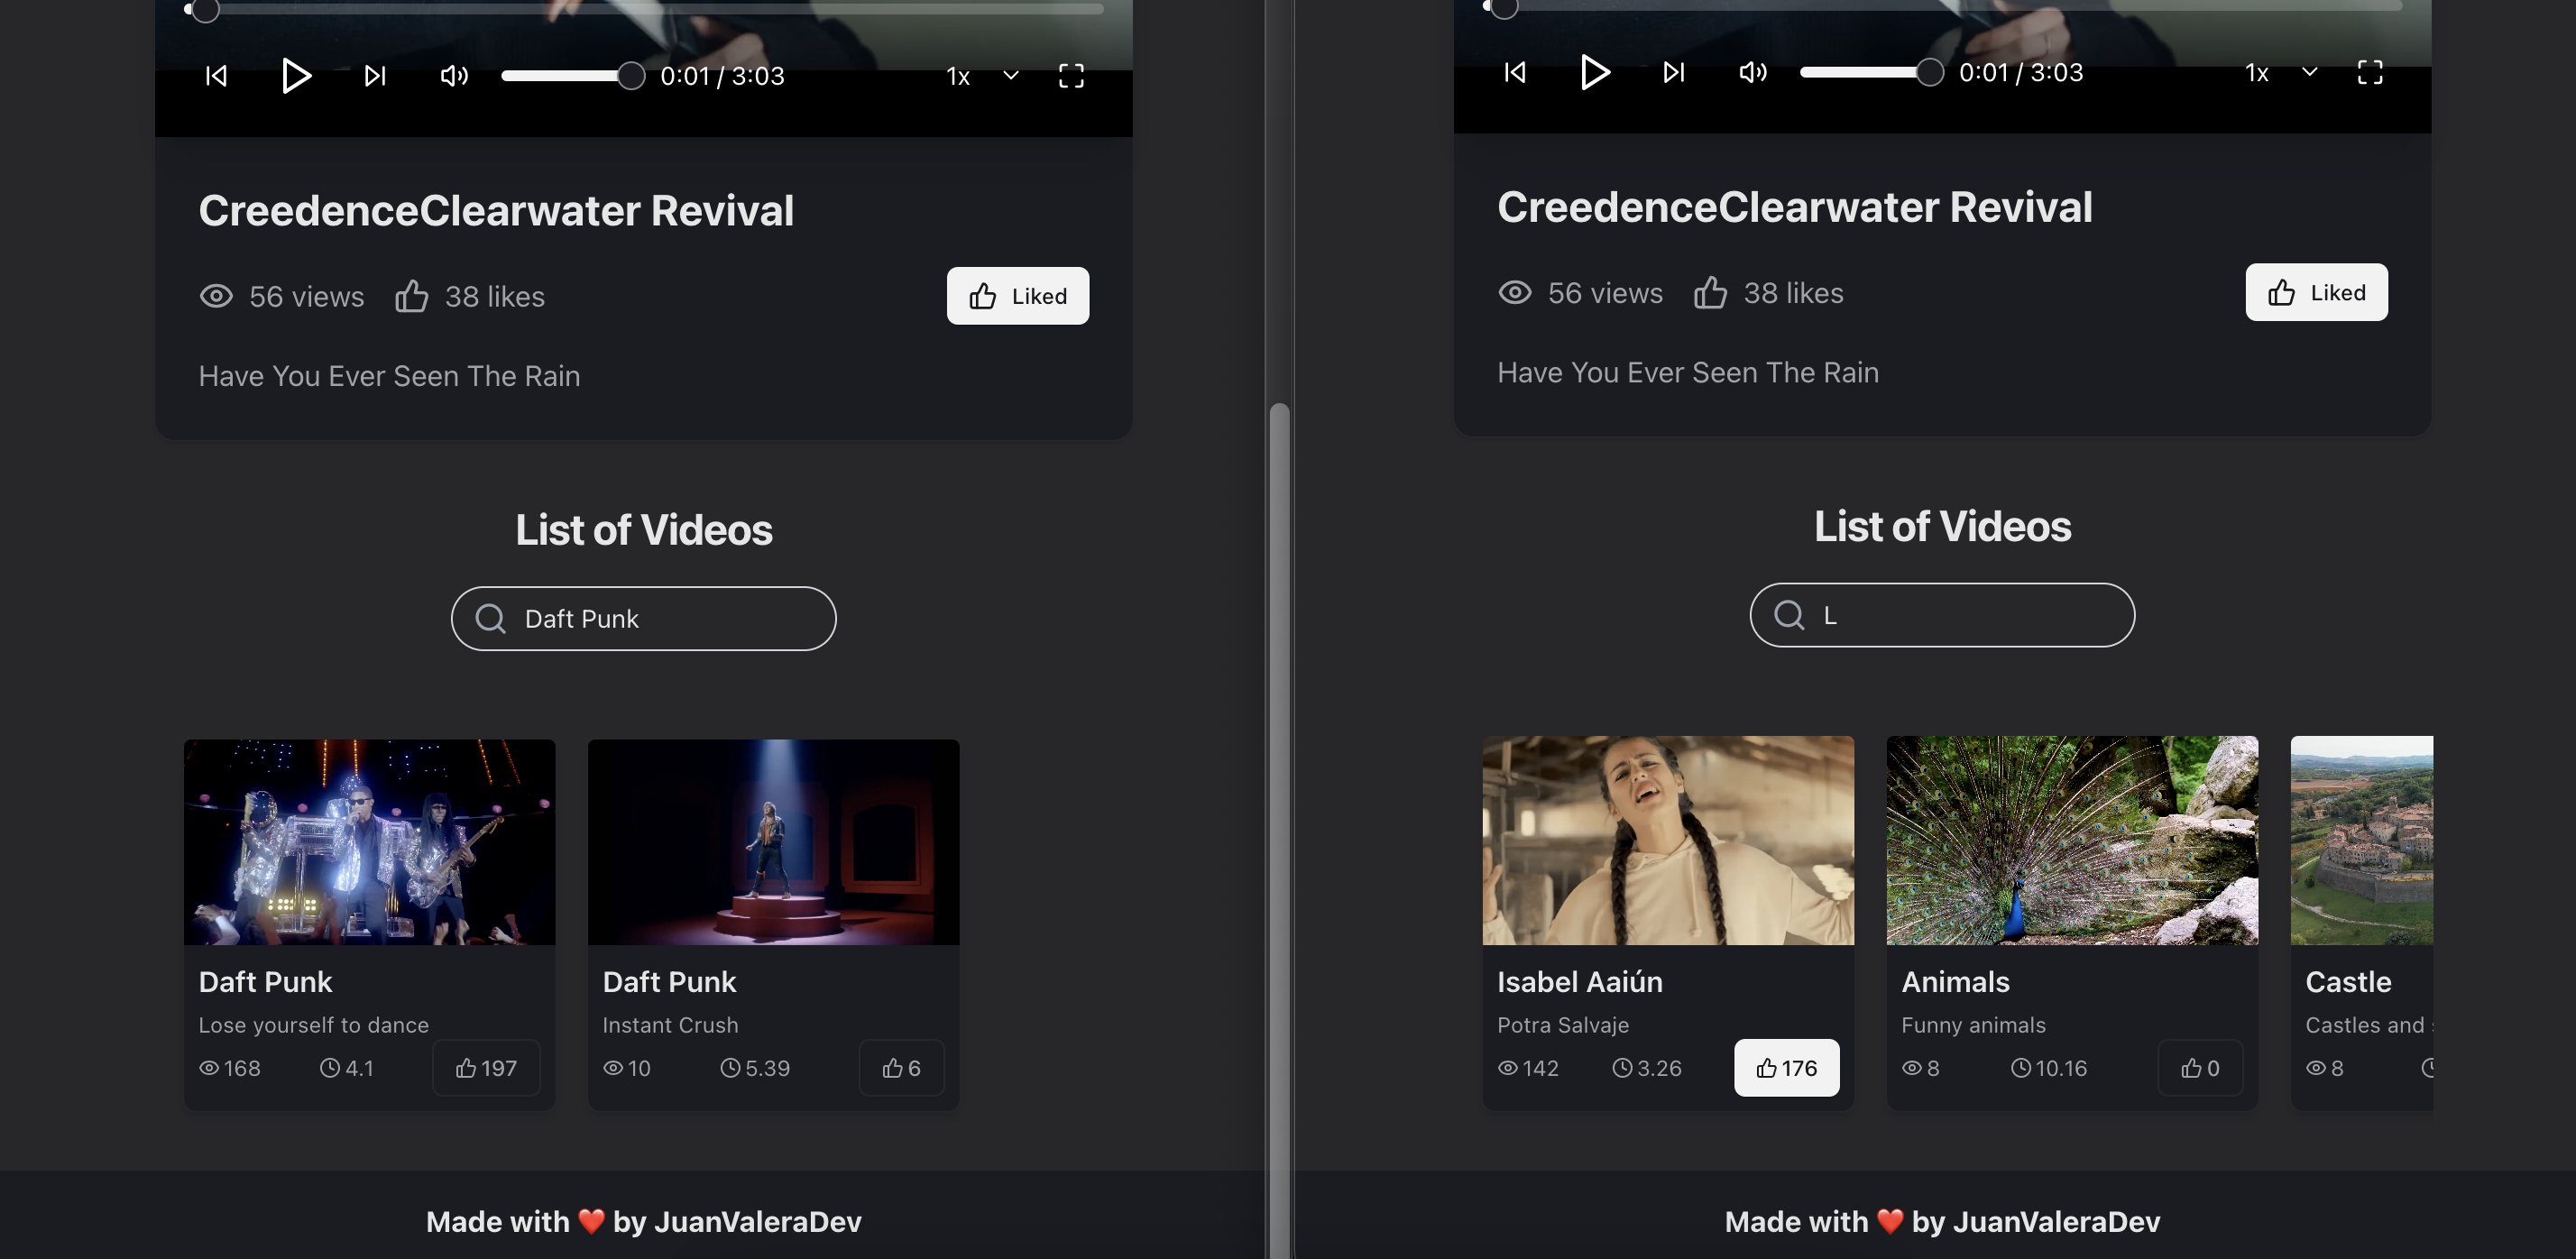 0:01 / 3:03
1x
CreedenceClearwater Revival
56 views
38 likes
Liked
Have You Ever Seen The Rain
List of Videos
Daft Punk
Daft Punk
Lose yourself to dance
168
4.1
197
Daft Punk
Instant Crush
10
5.39
6
Made with ❤️ by JuanValeraDev
0:01 / 3:03
1x
CreedenceClearwater Revival
56 views
38 likes
Liked
Have You Ever Seen The Rain
List of Videos
L
Isabel Aaiún
Potra Salvaje
142
3.26
176
Animals
Funny animals
8
10.16
0
Castle
Castles and
8
Made with ❤️ by JuanValeraDev